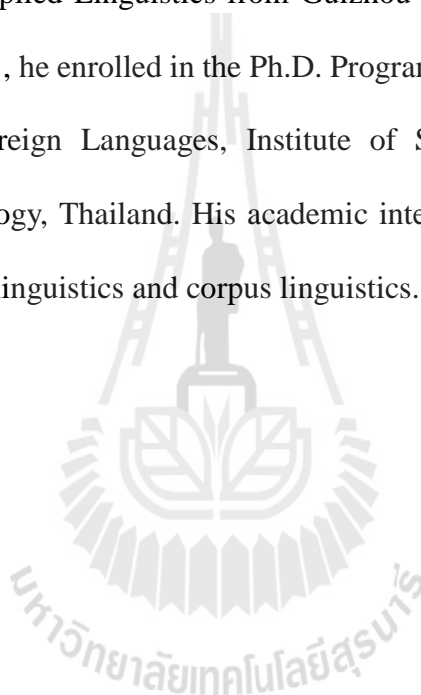 plied Linguistics from Guizhou
, he enrolled in the Ph.D. Program
reign Languages, Institute of S
ogy, Thailand. His academic inte
linguistics and corpus linguistics.
มหาวิทยาลัยเทคโนโลยีสุรนารี